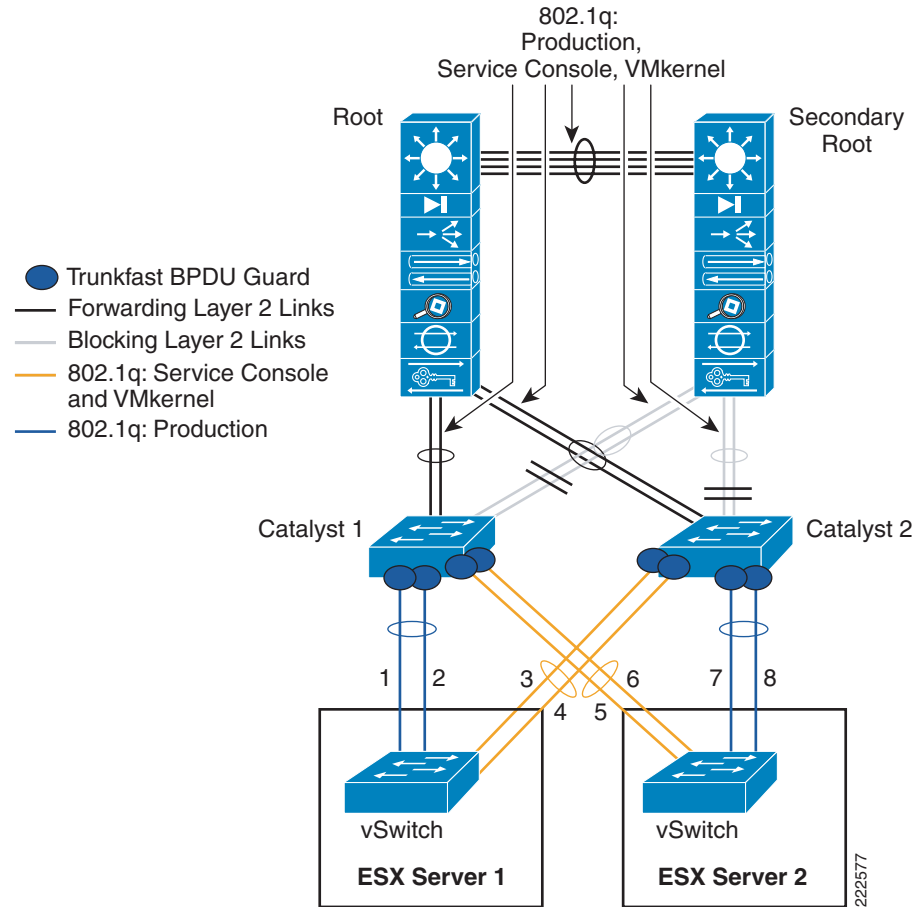 802.1q:
Production,
Service Console, VMkernel
Root
Secondary
Root
Trunkfast BPDU Guard
Forwarding Layer 2 Links
Blocking Layer 2 Links
802.1q: Service Console
and VMkernel
802.1q: Production
Catalyst 1
Catalyst 2
1
2
3
4
5
6
7
8
vSwitch
vSwitch
ESX Server 1
ESX Server 2
222577